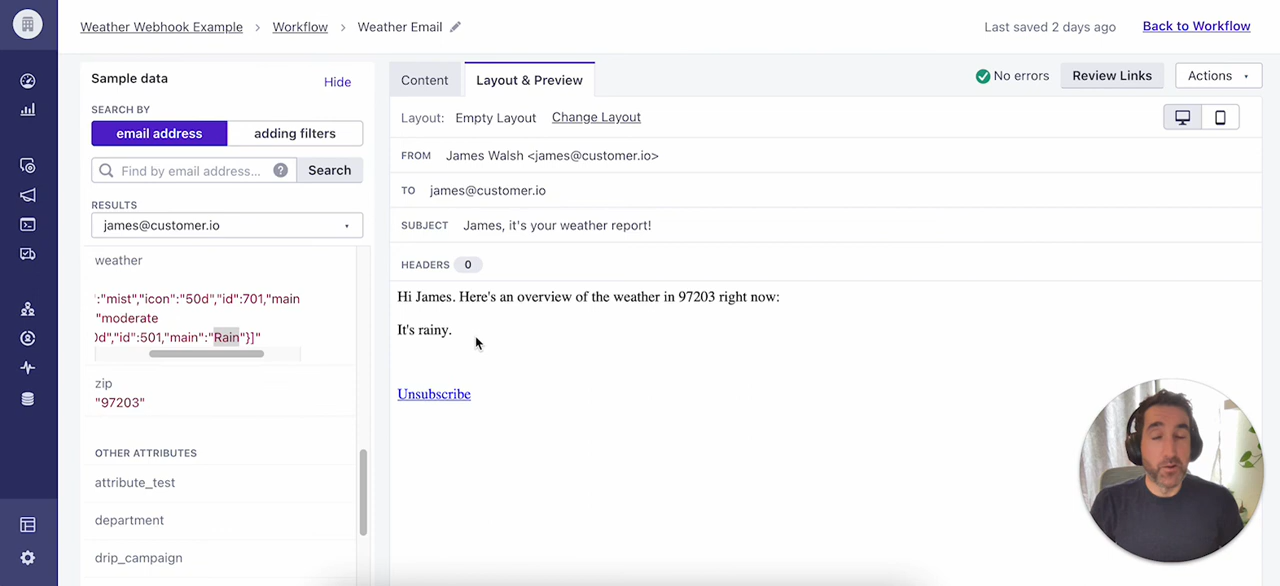 Weather Webhook Example > Workflow > Weather Email
Last saved 2 days ago
Back to Workflow
Sample data
Hide
SEARCH BY
email address
adding filters
Find by email address...
?
Search
RESULTS
james@customer.io
weather
:"mist","icon":"50d","id":701,"main
"moderate
0d","id":501,"main":"Rain"}]"
zip
"97203"
OTHER ATTRIBUTES
attribute_test
department
drip_campaign
Content
Layout & Preview
No errors
Review Links
Actions
Layout: Empty Layout Change Layout
FROM James Walsh <james@customer.io>
TO james@customer.io
SUBJECT James, it's your weather report!
HEADERS 0
Hi James. Here's an overview of the weather in 97203 right now:
It's rainy.
Unsubscribe